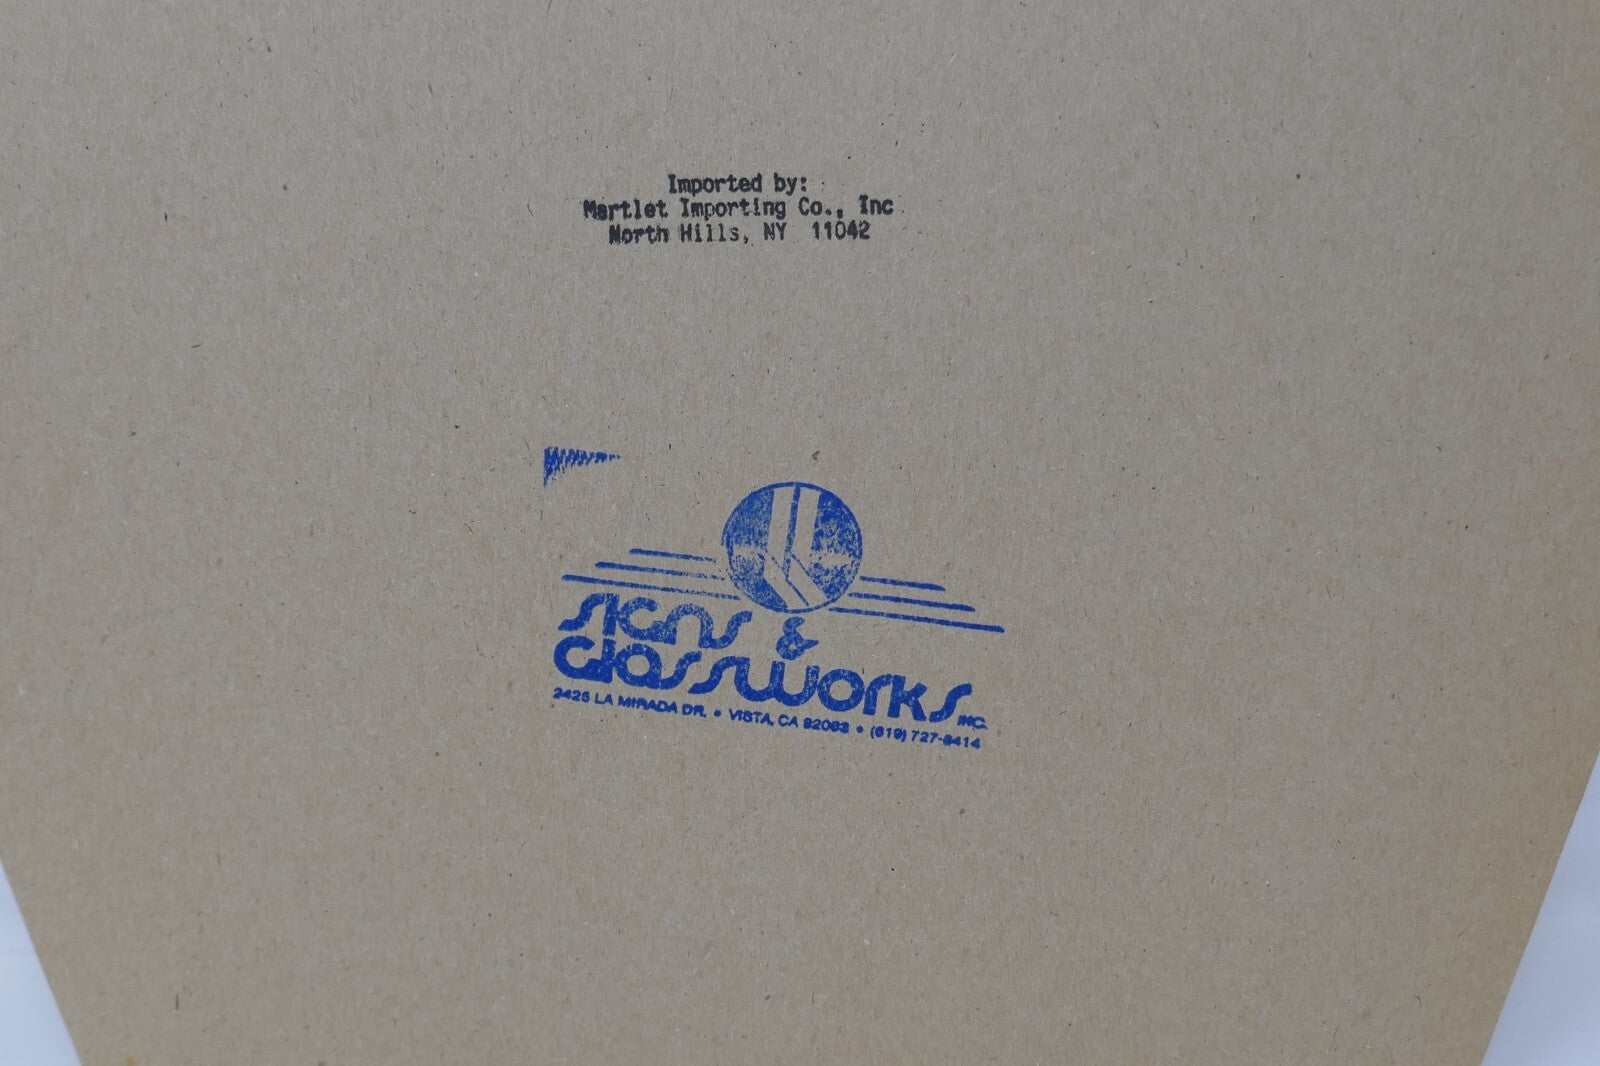 Imported by:
Martlet Importing Co., Inc
North Hills, NY 11042
Signs &
Glassworks INC.
2425 LA MIRADA DR. • VISTA, CA 92083 • (619) 727-8414